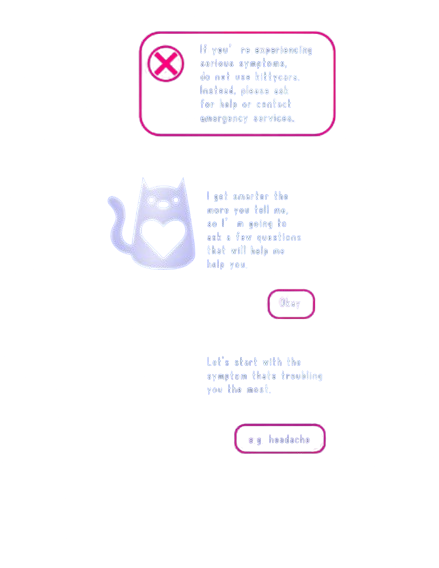 If you're experiencing
serious symptoms,
do not use kittycare.
Instead, please ask
for help or contact
emergency services.
I get smarter the
more you tell me,
so I'm going to
ask a few questions
that will help me
help you.
Okay
Let's start with the
symptom thats troubling
you the most.
e g headache